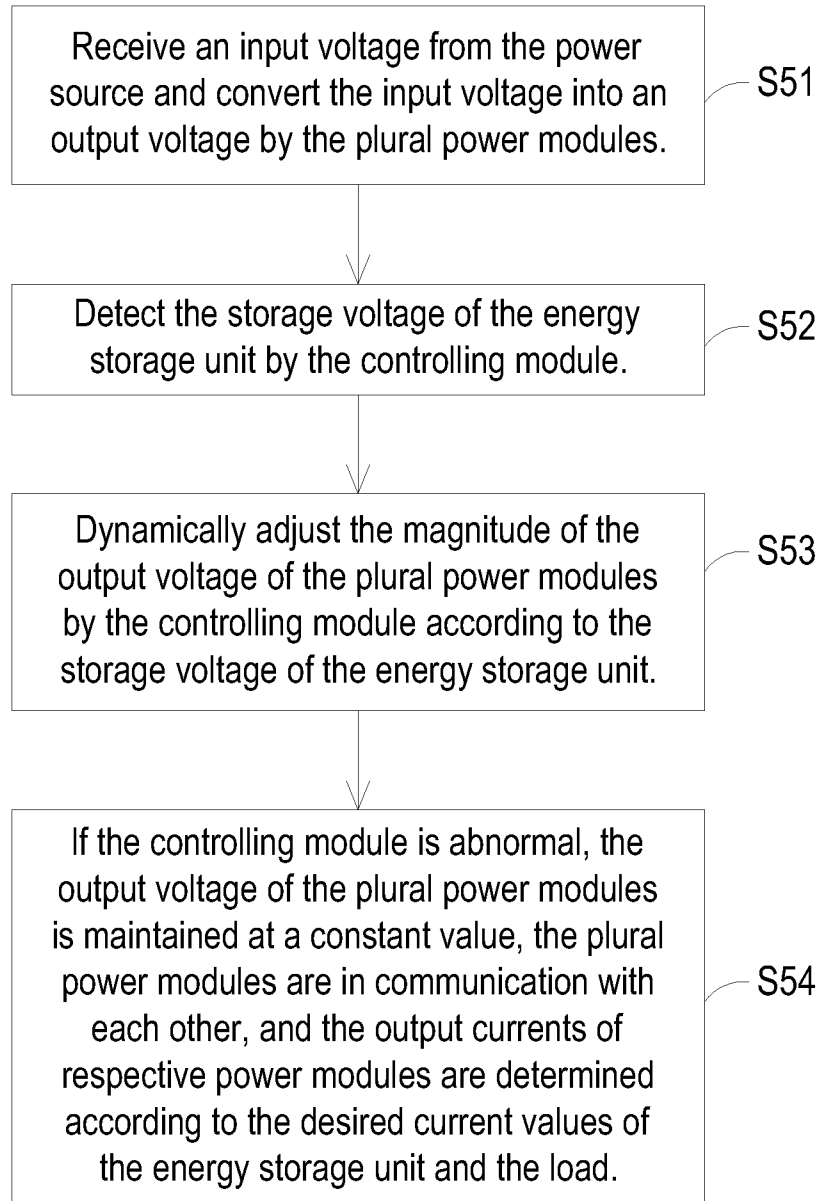 Receive an input voltage from the power
source and convert the input voltage into an
output voltage by the plural power modules.
S51
Detect the storage voltage of the energy
storage unit by the controlling module.
S52
Dynamically adjust the magnitude of the
output voltage of the plural power modules
by the controlling module according to the
storage voltage of the energy storage unit.
S53
If the controlling module is abnormal, the
output voltage of the plural power modules
is maintained at a constant value, the plural
power modules are in communication with
each other, and the output currents of
respective power modules are determined
according to the desired current values of
the energy storage unit and the load.
S54